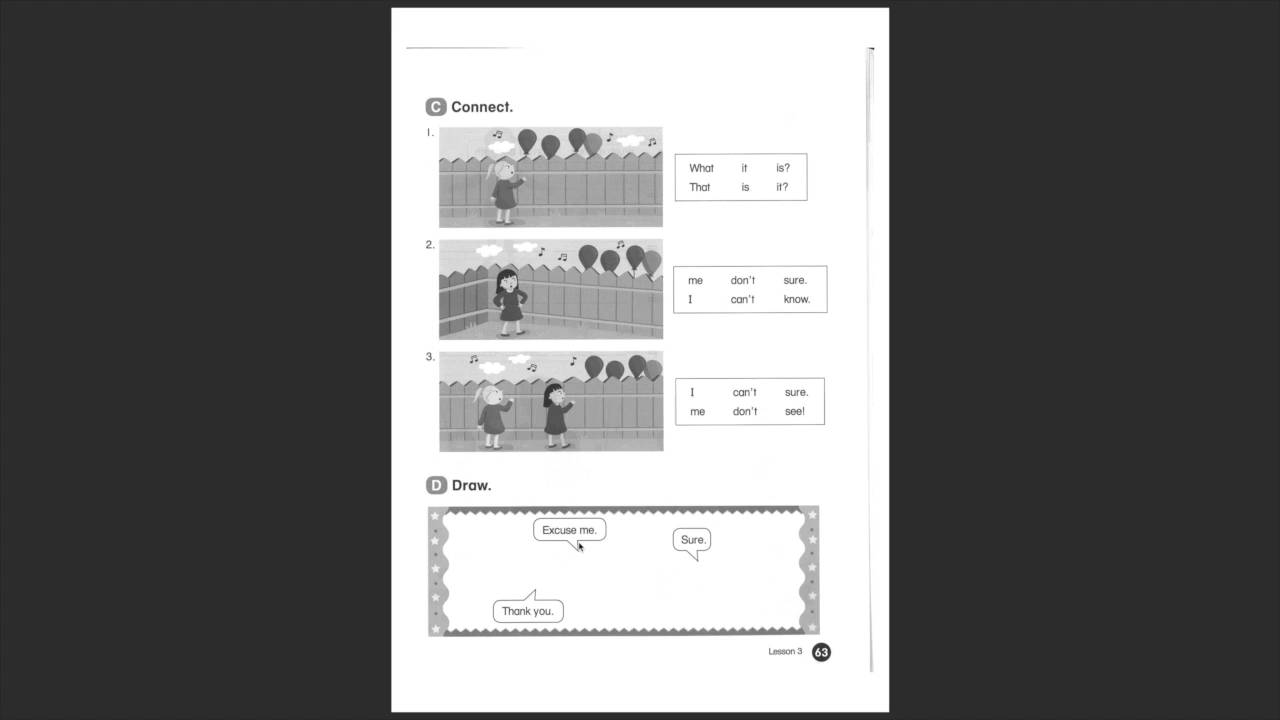 C Connect.
1.
What it is?
That is it?
2.
me don't sure.
I can't know.
3.
I can't sure.
me don't see!
D Draw.
Excuse me.
Sure.
Thank you.
Lesson 3 63